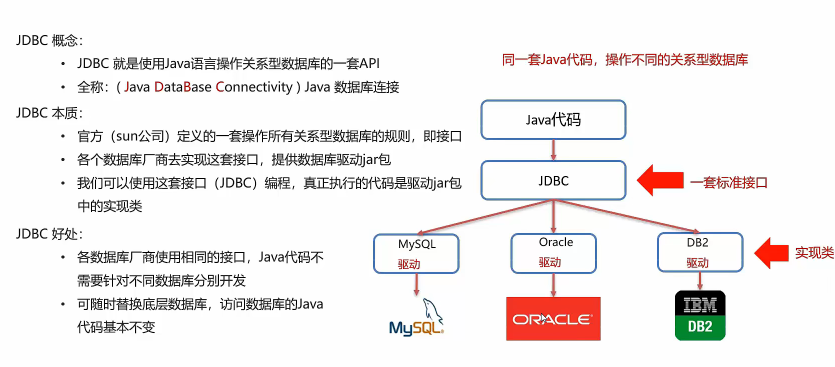 JDBC 概念：
• JDBC 就是使用Java语言操作关系型数据库的一套API
• 全称：( Java DataBase Connectivity ) Java 数据库连接
JDBC 本质：
• 官方（sun公司）定义的一套操作所有关系型数据库的规则，即接口
• 各个数据库厂商去实现这套接口，提供数据库驱动jar包
• 我们可以使用这套接口（JDBC）编程，真正执行的代码是驱动jar包
中的实现类
JDBC 好处：
• 各数据库厂商使用相同的接口，Java代码不
需要针对不同数据库分别开发
• 可随时替换底层数据库，访问数据库的Java
代码基本不变
同一套Java代码，操作不同的关系型数据库
Java代码
JDBC
一套标准接口
MySQL
驱动
Oracle
驱动
DB2
驱动
实现类
MySQL
ORACLE
IBM
DB2